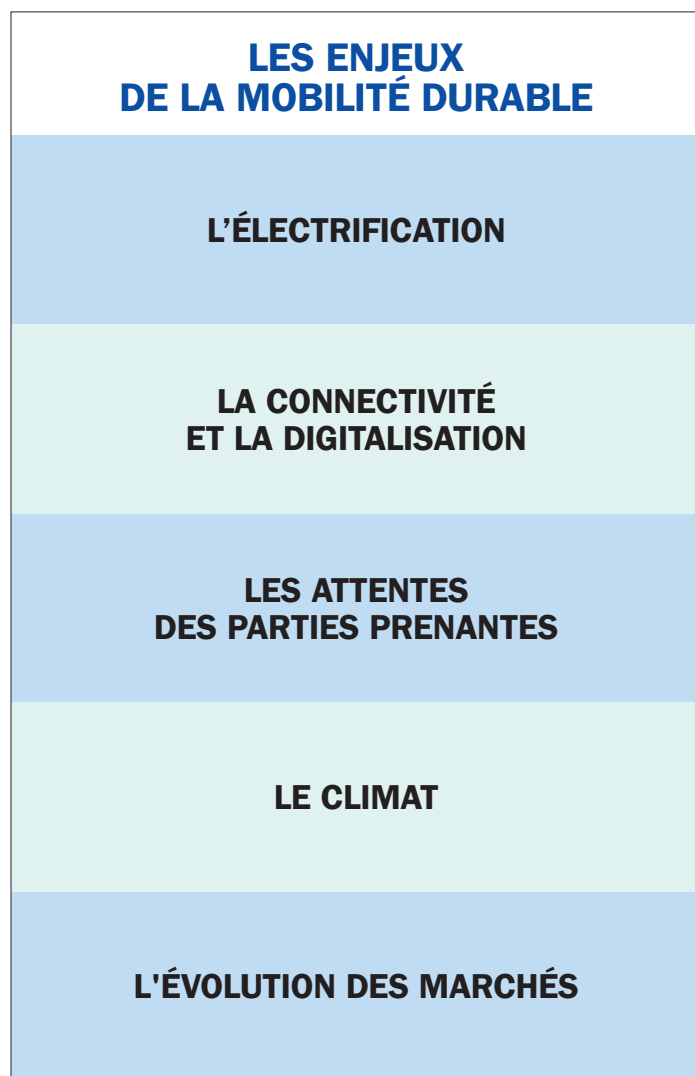 LES ENJEUX
DE LA MOBILITÉ DURABLE
L’ÉLECTRIFICATION
LA CONNECTIVITÉ
ET LA DIGITALISATION
LES ATTENTES
DES PARTIES PRENANTES
LE CLIMAT
L'ÉVOLUTION DES MARCHÉS